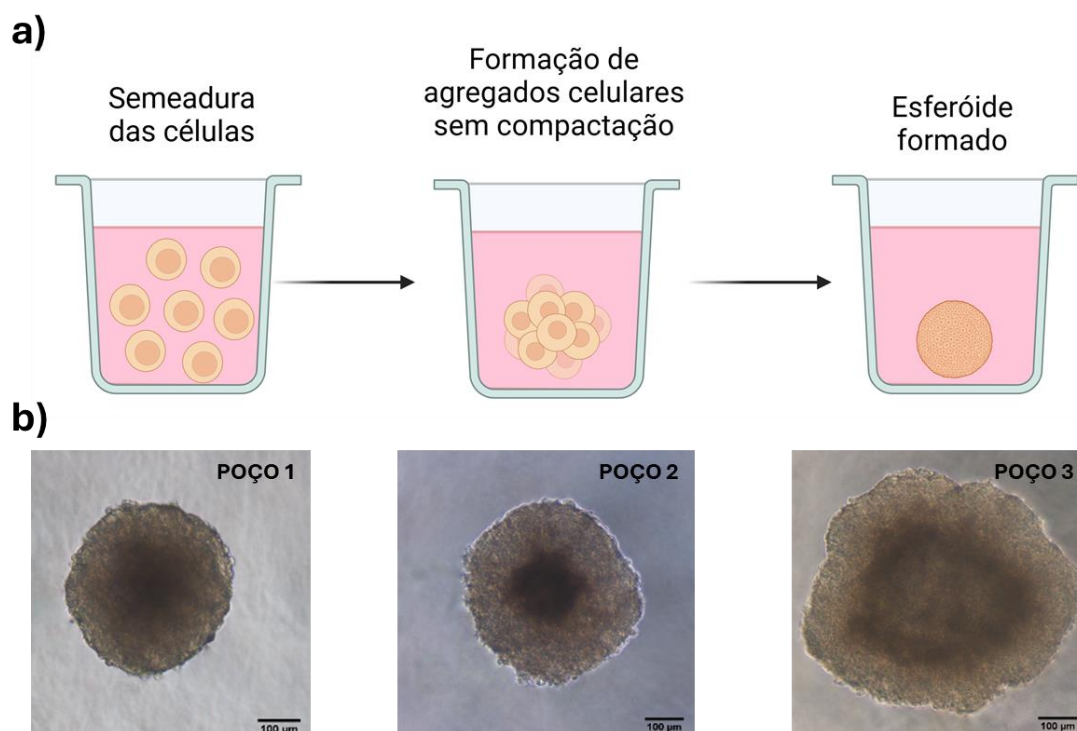 a)
Semeadura
das células
Formação de
agregados celulares
sem compactação
Esferóide
formado
b)
POÇO 1
POÇO 2
POÇO 3
100 µm
100 µm
100 µm